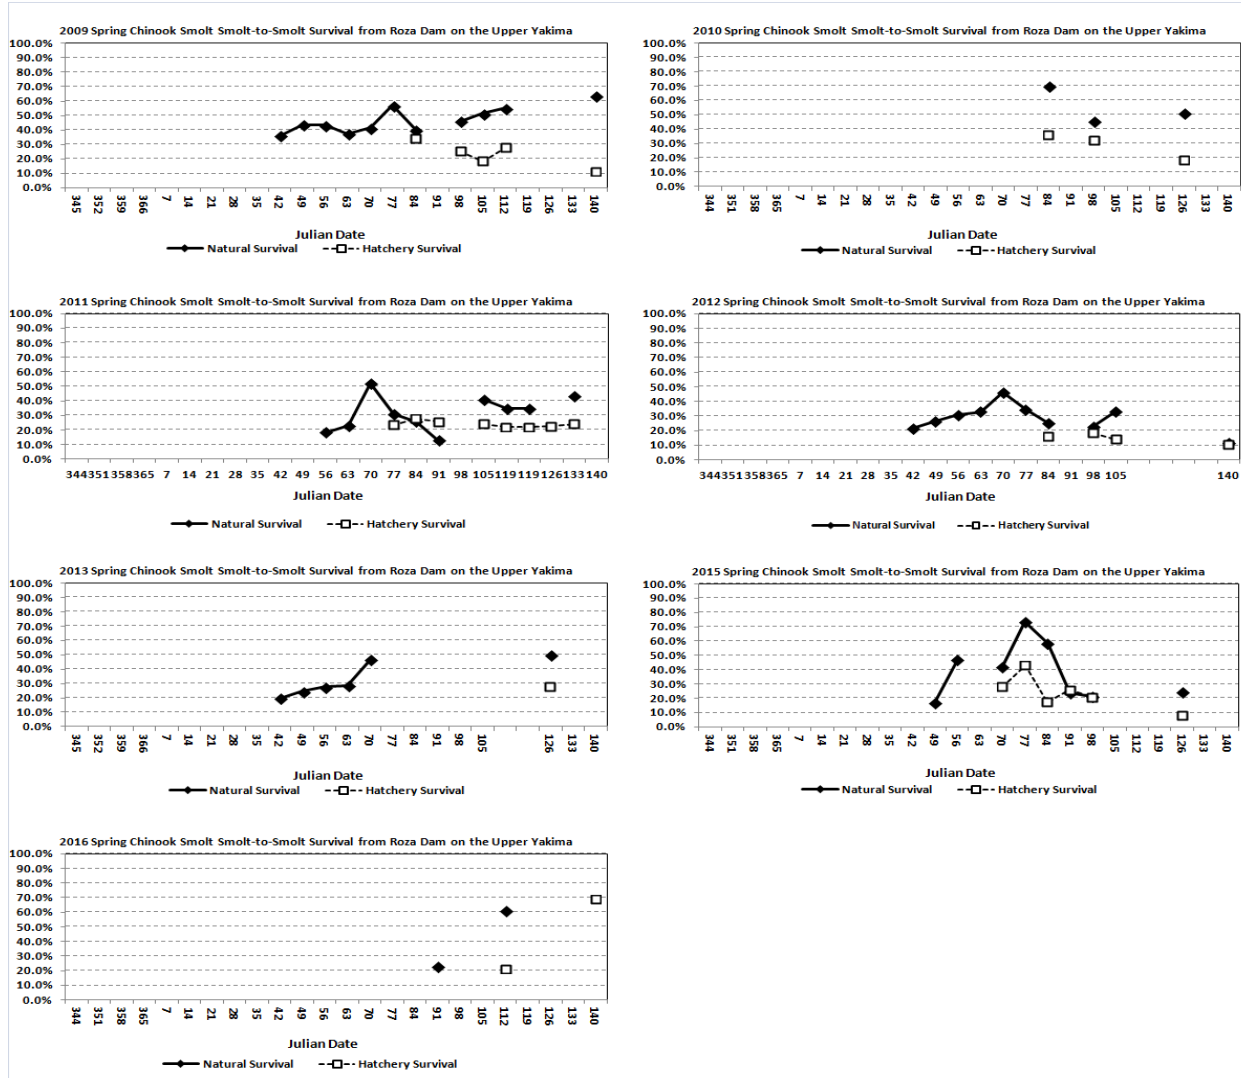 2009 Spring Chinook Smolt Smolt-to-Smolt Survival from Roza Dam on the Upper Yakima
100.0%
90.0%
80.0%
70.0%
60.0%
50.0%
40.0%
30.0%
20.0%
10.0%
0.0%
345 352 359 366 7 14 21 28 35 42 49 56 63 70 77 84 91 98 105 112 126 133 140
Julian Date
Natural Survival Hatchery Survival
2010 Spring Chinook Smolt Smolt-to-Smolt Survival from Roza Dam on the Upper Yakima
100.0%
90.0%
80.0%
70.0%
60.0%
50.0%
40.0%
30.0%
20.0%
10.0%
0.0%
344 351 358 365 7 14 21 28 35 42 49 56 63 70 77 84 91 98 105 112 119 126 133 140
Julian Date
Natural Survival Hatchery Survival
2011 Spring Chinook Smolt Smolt-to-Smolt Survival from Roza Dam on the Upper Yakima
100.0%
90.0%
80.0%
70.0%
60.0%
50.0%
40.0%
30.0%
20.0%
10.0%
0.0%
344 351 358 365 7 14 21 28 35 42 49 56 63 70 77 84 91 98 105 119 119 126 133 140
Julian Date
Natural Survival Hatchery Survival
2012 Spring Chinook Smolt Smolt-to-Smolt Survival from Roza Dam on the Upper Yakima
100.0%
90.0%
80.0%
70.0%
60.0%
50.0%
40.0%
30.0%
20.0%
10.0%
0.0%
344 351 358 365 7 14 21 28 35 42 49 56 63 70 77 84 91 98 105 140
Julian Date
Natural Survival Hatchery Survival
2013 Spring Chinook Smolt Smolt-to-Smolt Survival from Roza Dam on the Upper Yakima
100.0%
90.0%
80.0%
70.0%
60.0%
50.0%
40.0%
30.0%
20.0%
10.0%
0.0%
345 352 359 366 7 14 21 28 35 42 49 56 63 70 77 84 91 98 105 126 133 140
Julian Date
Natural Survival Hatchery Survival
2015 Spring Chinook Smolt Smolt-to-Smolt Survival from Roza Dam on the Upper Yakima
100.0%
90.0%
80.0%
70.0%
60.0%
50.0%
40.0%
30.0%
20.0%
10.0%
0.0%
344 351 358 365 7 14 21 28 35 42 49 56 63 70 77 84 91 98 105 112 119 126 133 140
Julian Date
Natural Survival Hatchery Survival
2016 Spring Chinook Smolt Smolt-to-Smolt Survival from Roza Dam on the Upper Yakima
100.0%
90.0%
80.0%
70.0%
60.0%
50.0%
40.0%
30.0%
20.0%
10.0%
0.0%
344 351 358 365 7 14 21 28 35 42 49 56 63 70 77 84 91 98 105 112 119 126 133 140
Julian Date
Natural Survival Hatchery Survival